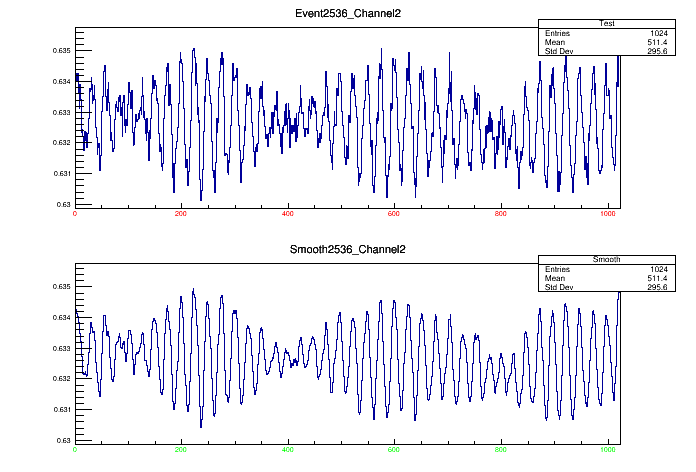 Event2536_Channel2
Test
Entries 1024
Mean 511.4
Std Dev 295.6
0.635
0.634
0.633
0.632
0.631
0.63
0 200 400 600 800 1000
Smooth2536_Channel2
Smooth
Entries 1024
Mean 511.4
Std Dev 295.6
0.635
0.634
0.633
0.632
0.631
0.63
0 200 400 600 800 1000